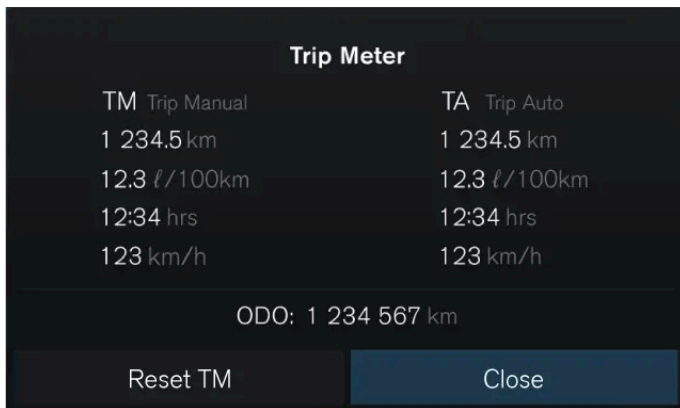 Trip Meter
TM Trip Manual TA Trip Auto
1 234.5 km 1 234.5 km
12.3 ℓ/100km 12.3 ℓ/100km
12:34 hrs 12:34 hrs
123 km/h 123 km/h
ODO: 1 234 567 km
Reset TM Close